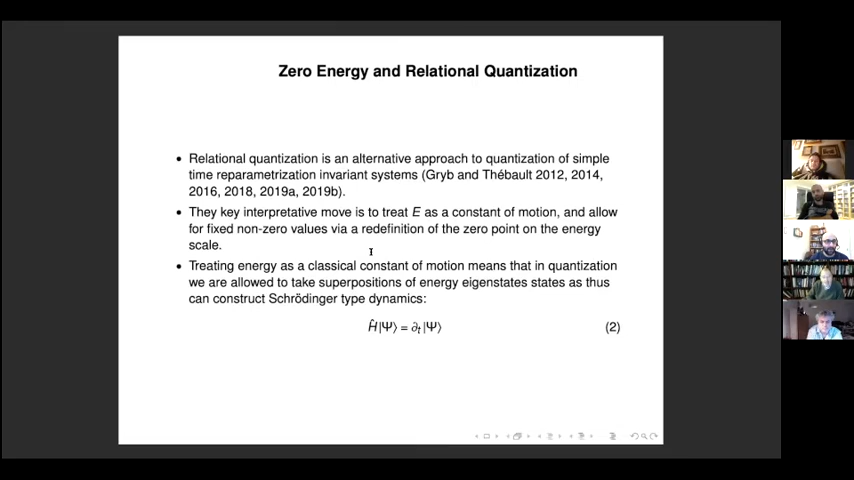 Zero Energy and Relational Quantization
• Relational quantization is an alternative approach to quantization of simple
time reparametrization invariant systems (Gryb and Thébault 2012, 2014,
2016, 2018, 2019a, 2019b).
• They key interpretative move is to treat E as a constant of motion, and allow
for fixed non-zero values via a redefinition of the zero point on the energy
scale.
• Treating energy as a classical constant of motion means that in quantization
we are allowed to take superpositions of energy eigenstates states as thus
can construct Schrödinger type dynamics:
Ĥ|Ψ⟩ = ∂ₜ|Ψ⟩ (2)